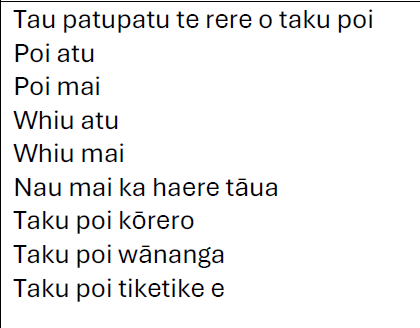 Tau patupatu te rere o taku poi
Poi atu
Poi mai
Whiu atu
Whiu mai
Nau mai ka haere tāua
Taku poi kōrero
Taku poi wānanga
Taku poi tiketike e